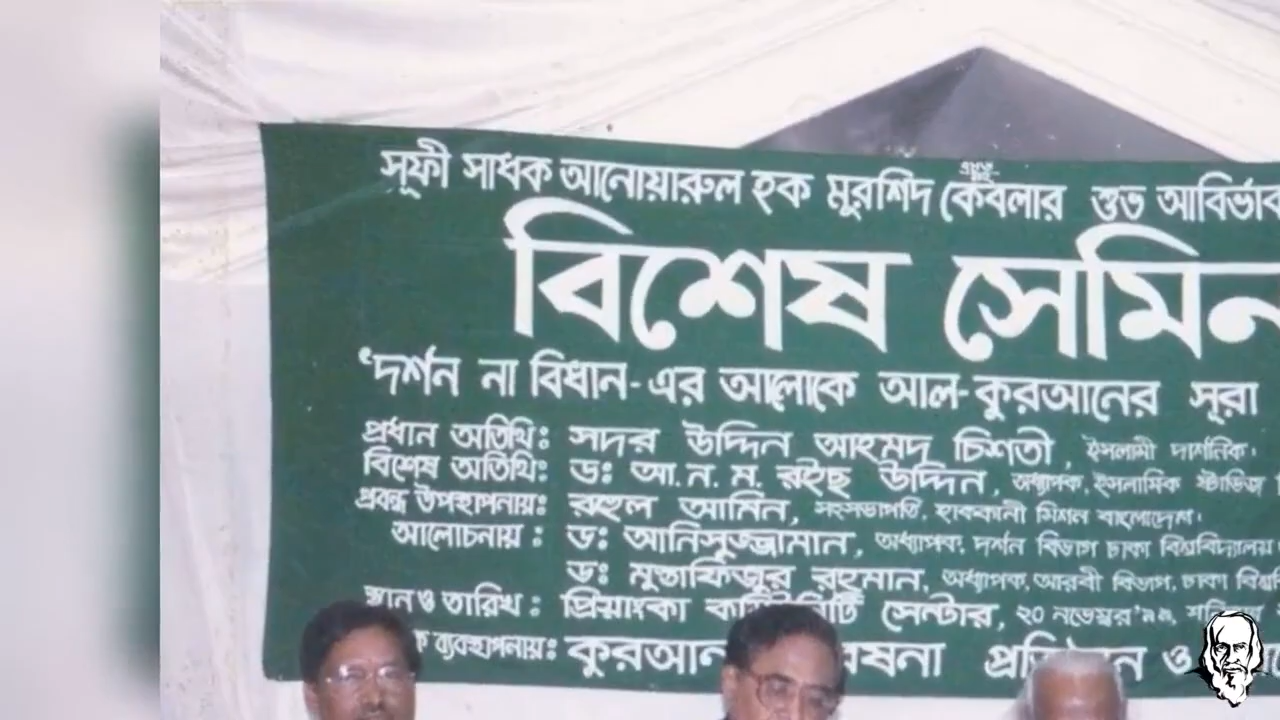 সূফী সাধক আনোয়ারুল হক মুরশিদ কেবলার শুভ আবির্ভাব
বিশেষ সেমিন
‘দর্শন না বিধান-এর আলোকে আল-কুরআনের সূরা
প্রধান অতিথি: সদর উদ্দিন আহমদ চিশতী, ইসলামী দার্শনিক।
বিশেষ অতিথি: ডঃ আ.ন.ম. রইছ উদ্দিন, অধ্যাপক, ইসলামিক স্টাডিজ
প্রবন্ধ উপস্থাপনায়: রুহুল আমিন, সহসভাপতি, হাক্কানী মিশন বাংলাদেশ।
আলোচনায় : ডঃ আনিসুজ্জামান, অধ্যাপক, দর্শন বিভাগ ঢাকা বিশ্ববিদ্যালয়
ডঃ মুস্তাফিজুর রহমান, অধ্যাপক, আরবী বিভাগ, ঢাকা
স্থান ও তারিখ : প্রিয়াংকা কমিউনিটি সেন্টার, ২০ নভেম্বর'৯৯,
ব্যবস্থাপনায়: কুরআন ও